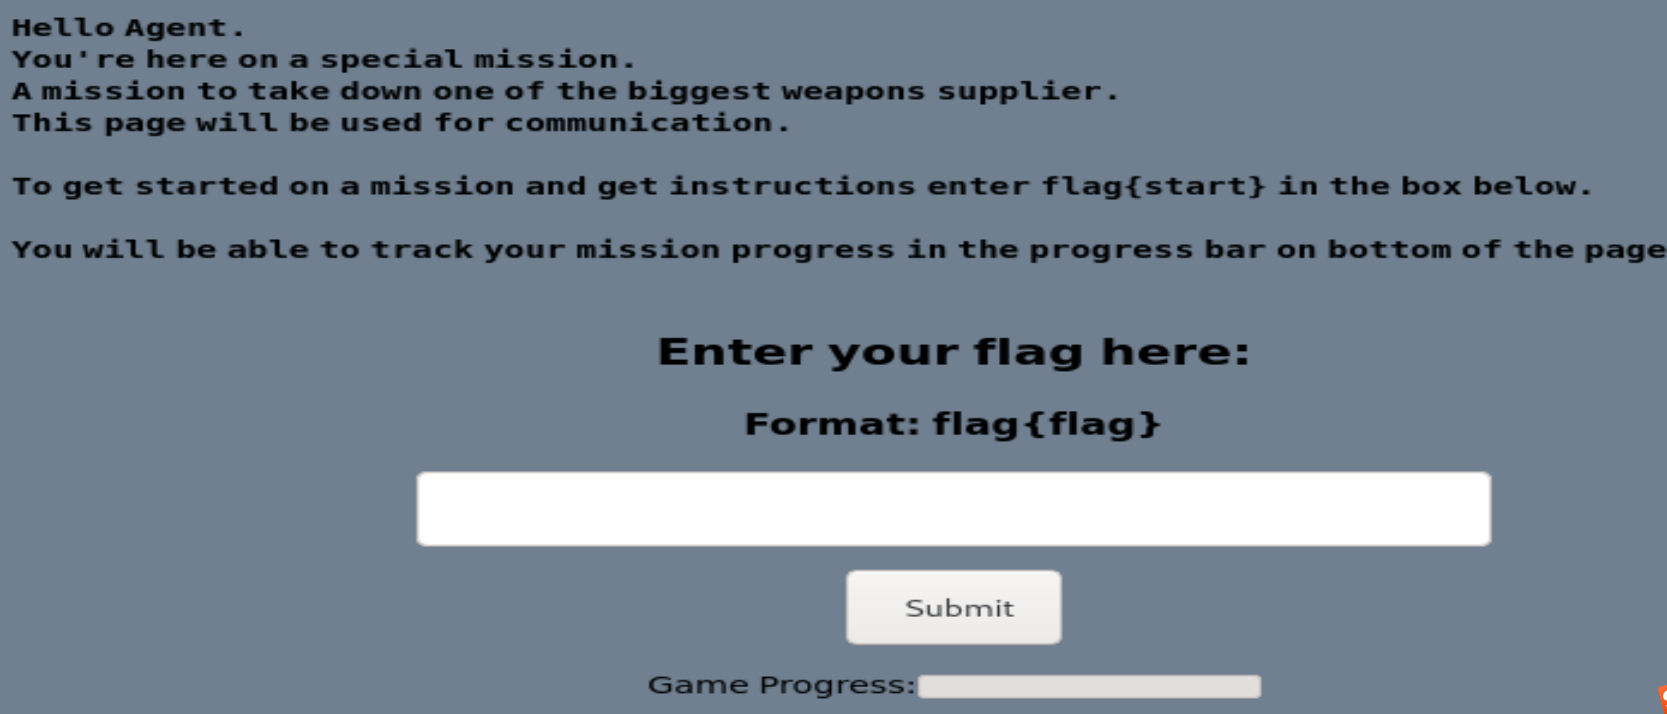 Hello Agent.
You're here on a special mission.
A mission to take down one of the biggest weapons supplier.
This page will be used for communication.
To get started on a mission and get instructions enter flag{start} in the box below.
You will be able to track your mission progress in the progress bar on bottom of the page
Enter your flag here:
Format: flag{flag}
Submit
Game Progress: